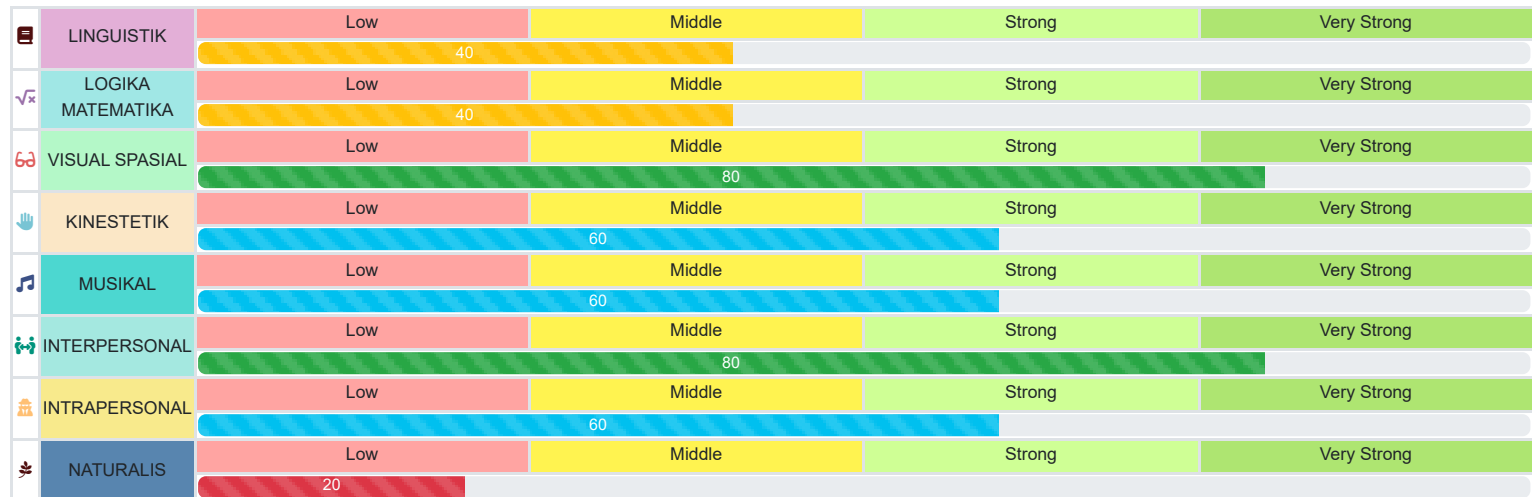 LINGUISTIK
Low Middle Strong Very Strong
40
LOGIKA
MATEMATIKA
Low Middle Strong Very Strong
40
VISUAL SPASIAL
Low Middle Strong Very Strong
80
KINESTETIK
Low Middle Strong Very Strong
60
MUSIKAL
Low Middle Strong Very Strong
60
INTERPERSONAL
Low Middle Strong Very Strong
80
INTRAPERSONAL
Low Middle Strong Very Strong
60
NATURALIS
Low Middle Strong Very Strong
20